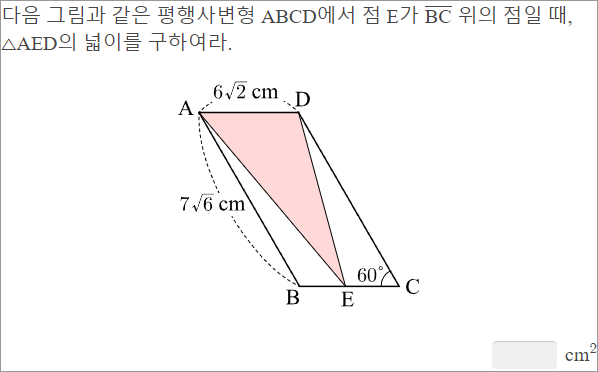 다음 그림과 같은 평행사변형 ABCD에서 점 E가 $\overline{BC}$ 위의 점일 때,
△AED의 넓이를 구하여라.
6√2 cm
A
D
7√6 cm
60°
B
E
C
cm²